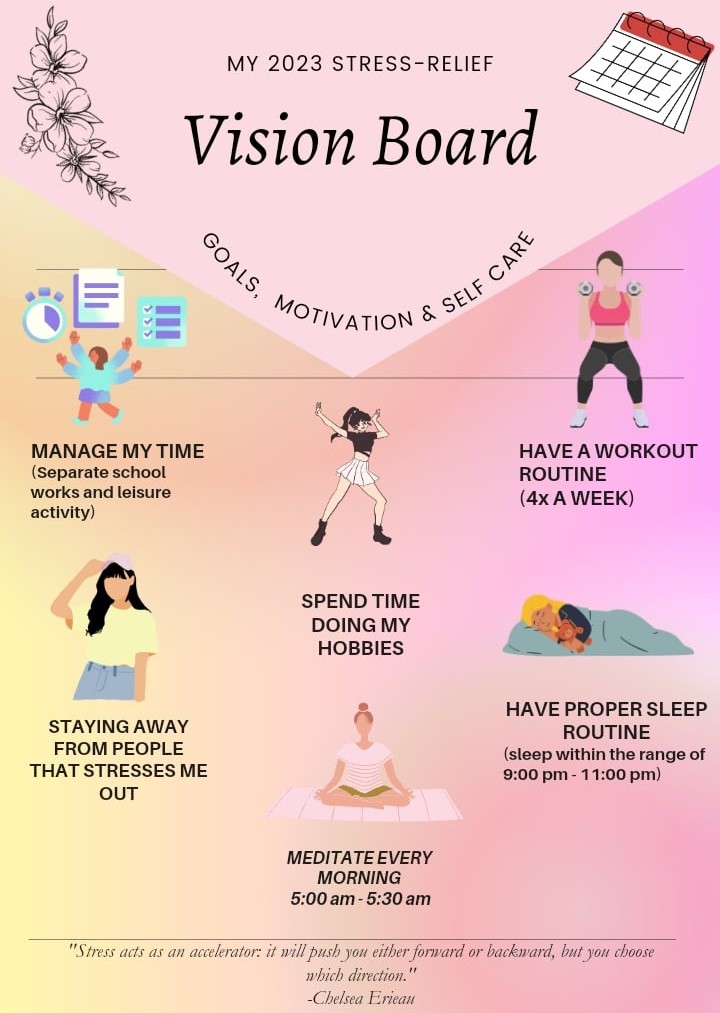 MY 2023 STRESS-RELIEF
Vision Board
GOALS, MOTIVATION & SELF CARE
MANAGE MY TIME
(Separate school
works and leisure
activity)
HAVE A WORKOUT
ROUTINE
(4x A WEEK)
SPEND TIME
DOING MY
HOBBIES
STAYING AWAY
FROM PEOPLE
THAT STRESSES ME
OUT
HAVE PROPER SLEEP
ROUTINE
(sleep within the range of
9:00 pm - 11:00 pm)
MEDITATE EVERY
MORNING
5:00 am - 5:30 am
"Stress acts as an accelerator: it will push you either forward or backward, but you choose
which direction."
-Chelsea Erieau